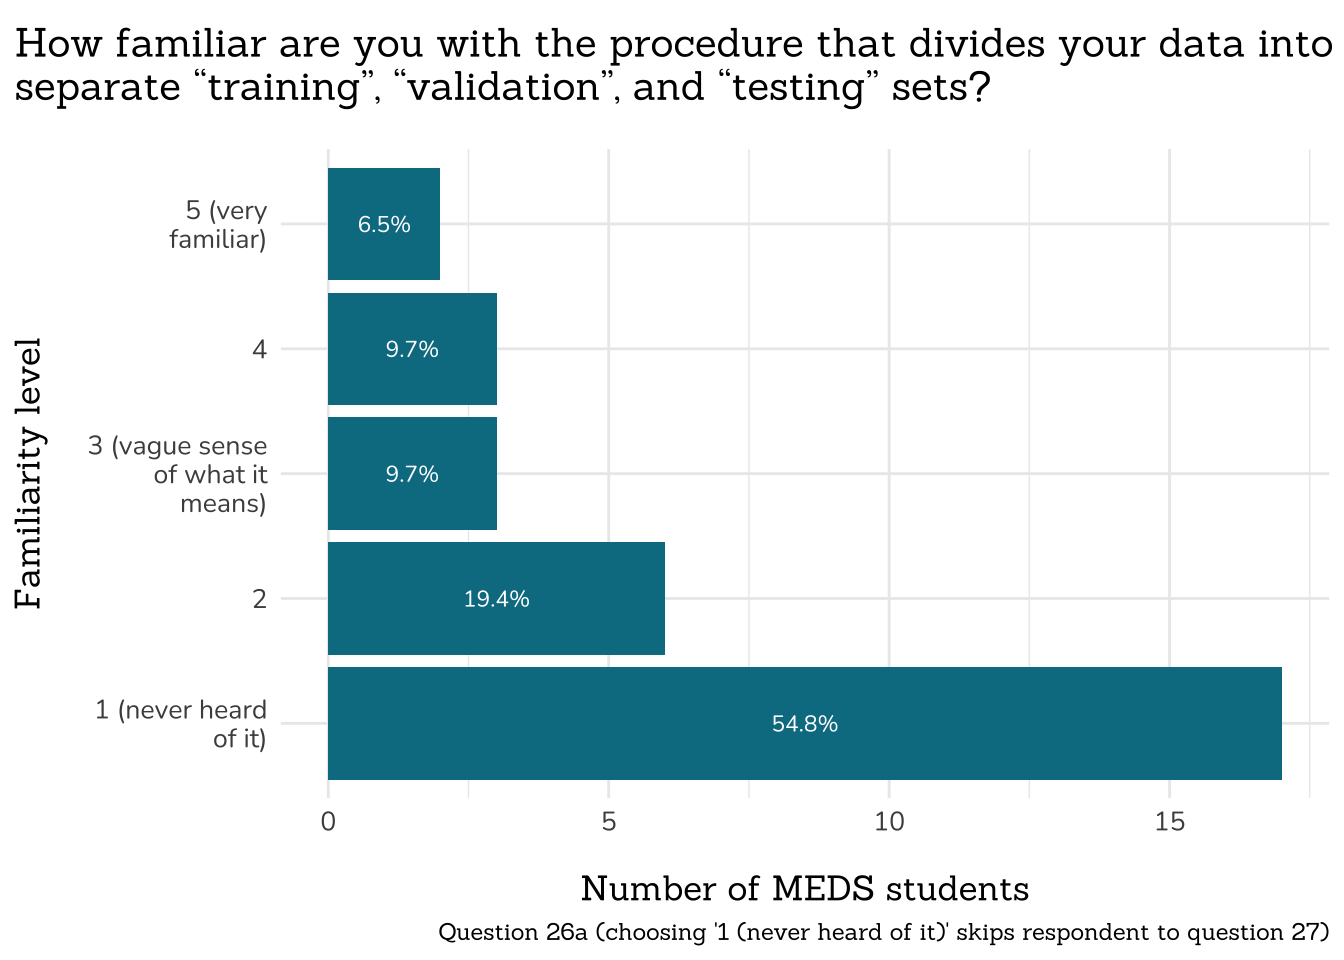 How familiar are you with the procedure that divides your data into
separate “training”, “validation”, and “testing” sets?
Familiarity level
5 (very
familiar)
6.5%
4
9.7%
3 (vague sense
of what it
means)
9.7%
2
19.4%
1 (never heard
of it)
54.8%
0 5 10 15
Number of MEDS students
Question 26a (choosing '1 (never heard of it)' skips respondent to question 27)